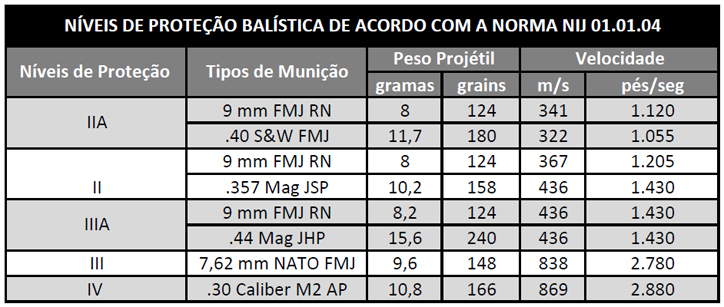 NÍVEIS DE PROTEÇÃO BALÍSTICA DE ACORDO COM A NORMA NIJ 01.01.04
Níveis de Proteção Tipos de Munição Peso Projétil Velocidade
gramas grains m/s pés/seg
IIA 9 mm FMJ RN 8 124 341 1.120
.40 S&W FMJ 11,7 180 322 1.055
II 9 mm FMJ RN 8 124 367 1.205
.357 Mag JSP 10,2 158 436 1.430
IIIA 9 mm FMJ RN 8,2 124 436 1.430
.44 Mag JHP 15,6 240 436 1.430
III 7,62 mm NATO FMJ 9,6 148 838 2.780
IV .30 Caliber M2 AP 10,8 166 869 2.880